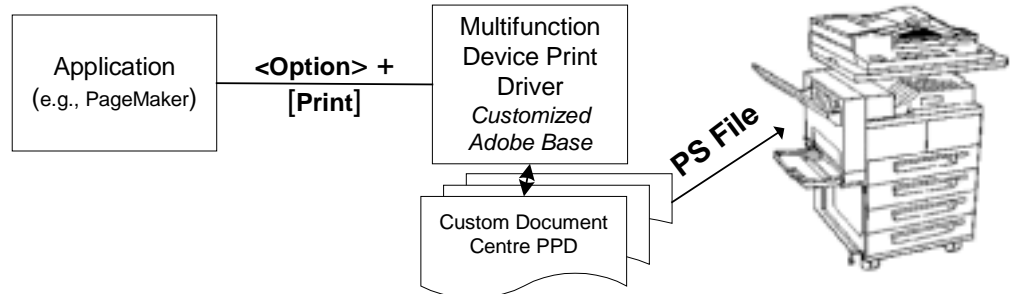 Application
(e.g., PageMaker)
<Option> +
[Print]
Multifunction
Device Print
Driver
Customized
Adobe Base
Custom Document
Centre PPD
PS File